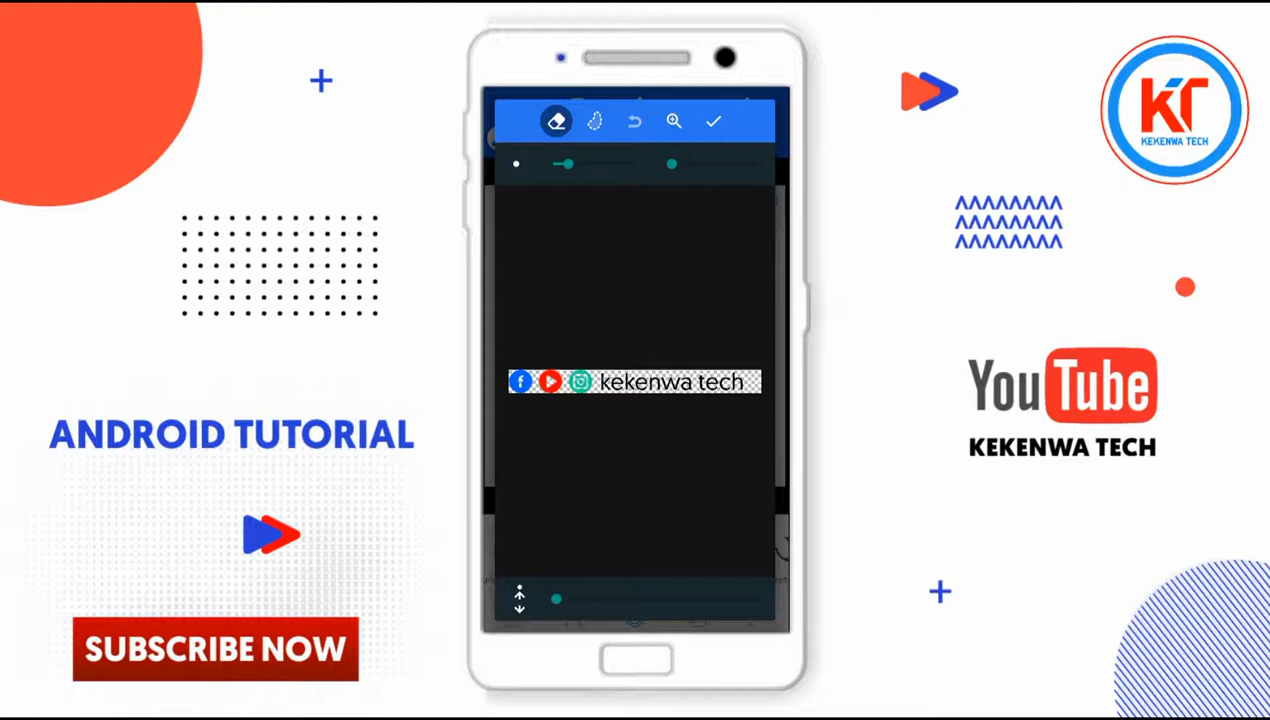 KT
KEKENWA TECH
kekenwa tech
YouTube
KEKENWA TECH
ANDROID TUTORIAL
SUBSCRIBE NOW